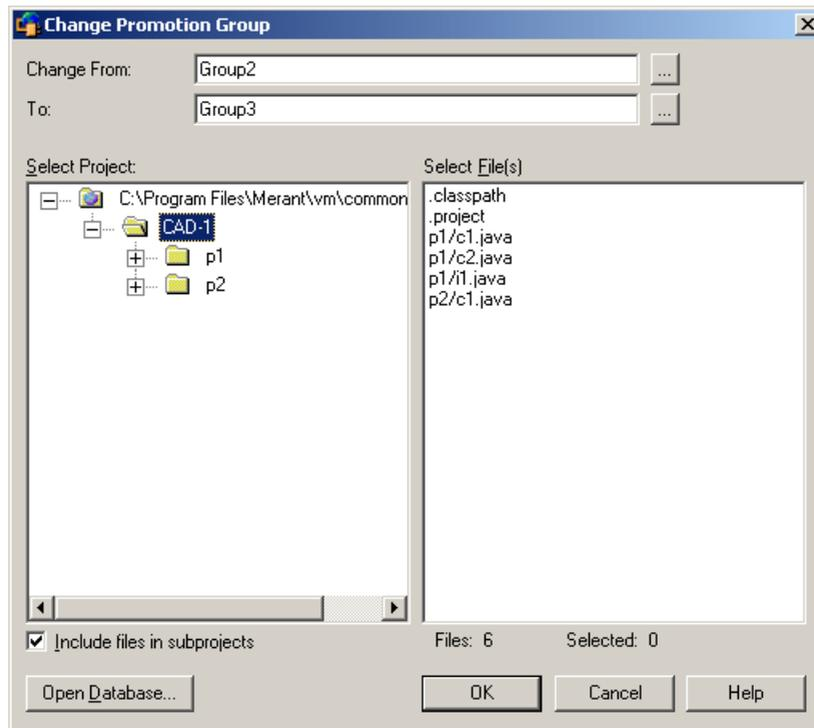 Change Promotion Group
Change From: Group2 ...
To: Group3 ...
Select Project:
C:\Program Files\Merant\vm\common
CAD-1
p1
p2
Select File(s)
.classpath
.project
p1/c1.java
p1/c2.java
p1/i1.java
p2/c1.java
Include files in subprojects
Files: 6 Selected: 0
Open Database... OK Cancel Help